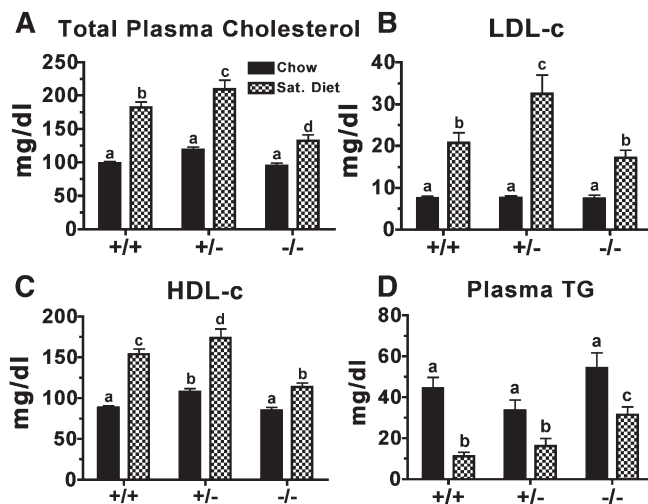 A Total Plasma Cholesterol
250
200
150
100
50
0
mg/dl
Chow
Sat. Diet
a b a c a d
+/+ +/- -/-
B LDL-c
40
30
20
10
0
mg/dl
a b a c a b
+/+ +/- -/-
C HDL-c
200
150
100
50
0
mg/dl
a c b d a b
+/+ +/- -/-
D Plasma TG
80
60
40
20
0
mg/dl
a b a b a c
+/+ +/- -/-